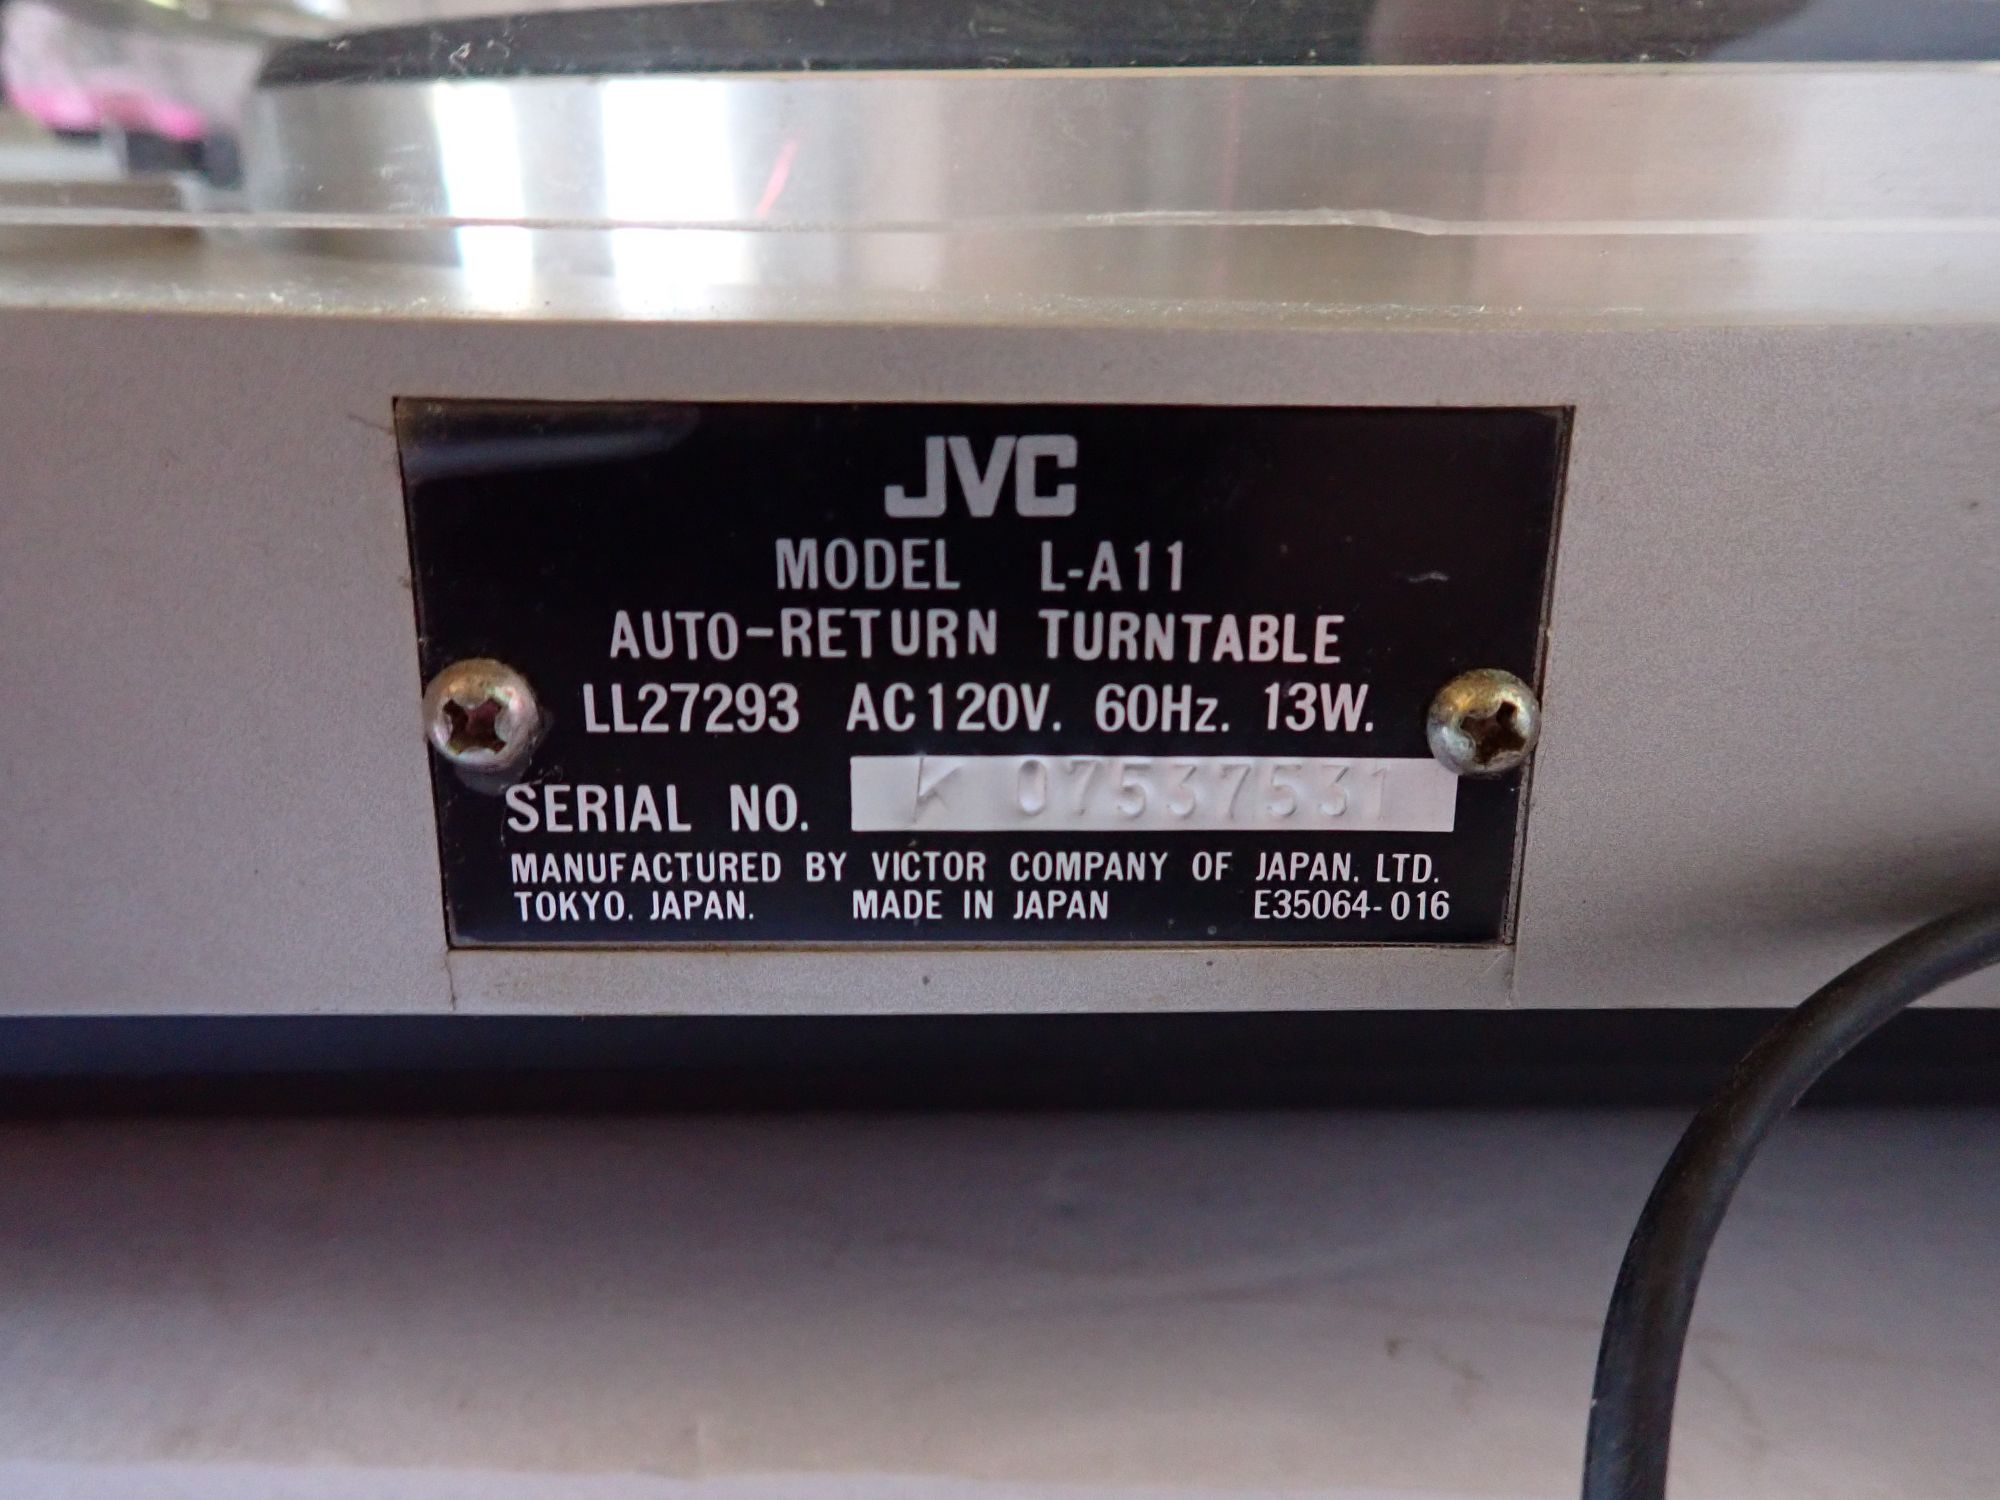 JVC
MODEL L-A11
AUTO-RETURN TURNTABLE
LL27293 AC120V. 60Hz. 13W.
SERIAL NO. K 07537531
MANUFACTURED BY VICTOR COMPANY OF JAPAN. LTD.
TOKYO. JAPAN. MADE IN JAPAN E35064-016